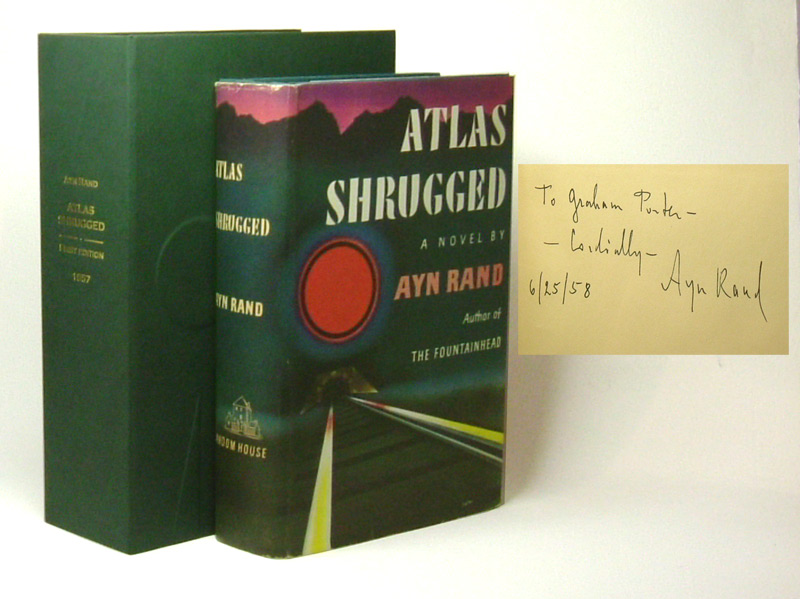 AYN RAND
ATLAS
SHRUGGED
FIRST EDITION
1957
ATLAS
SHRUGGED
AYN RAND
RANDOM HOUSE
ATLAS
SHRUGGED
A NOVEL BY
AYN RAND
Author of
THE FOUNTAINHEAD
To Graham Porter –
– Cordially –
6/25/58 Ayn Rand